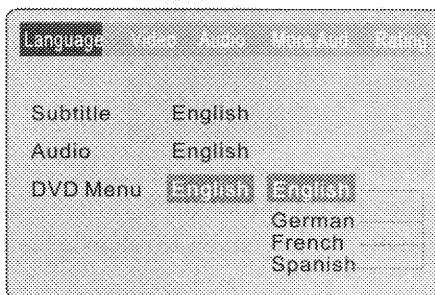 Language Video Audio More Aud Rating
Subtitle English
Audio English
DVD Menu English English
German
French
Spanish